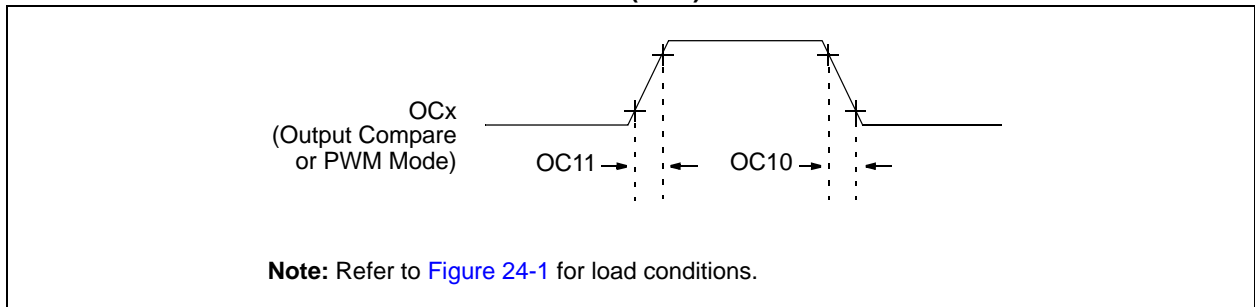 OCx
(Output Compare
or PWM Mode)
OC11
OC10
Note: Refer to Figure 24-1 for load conditions.